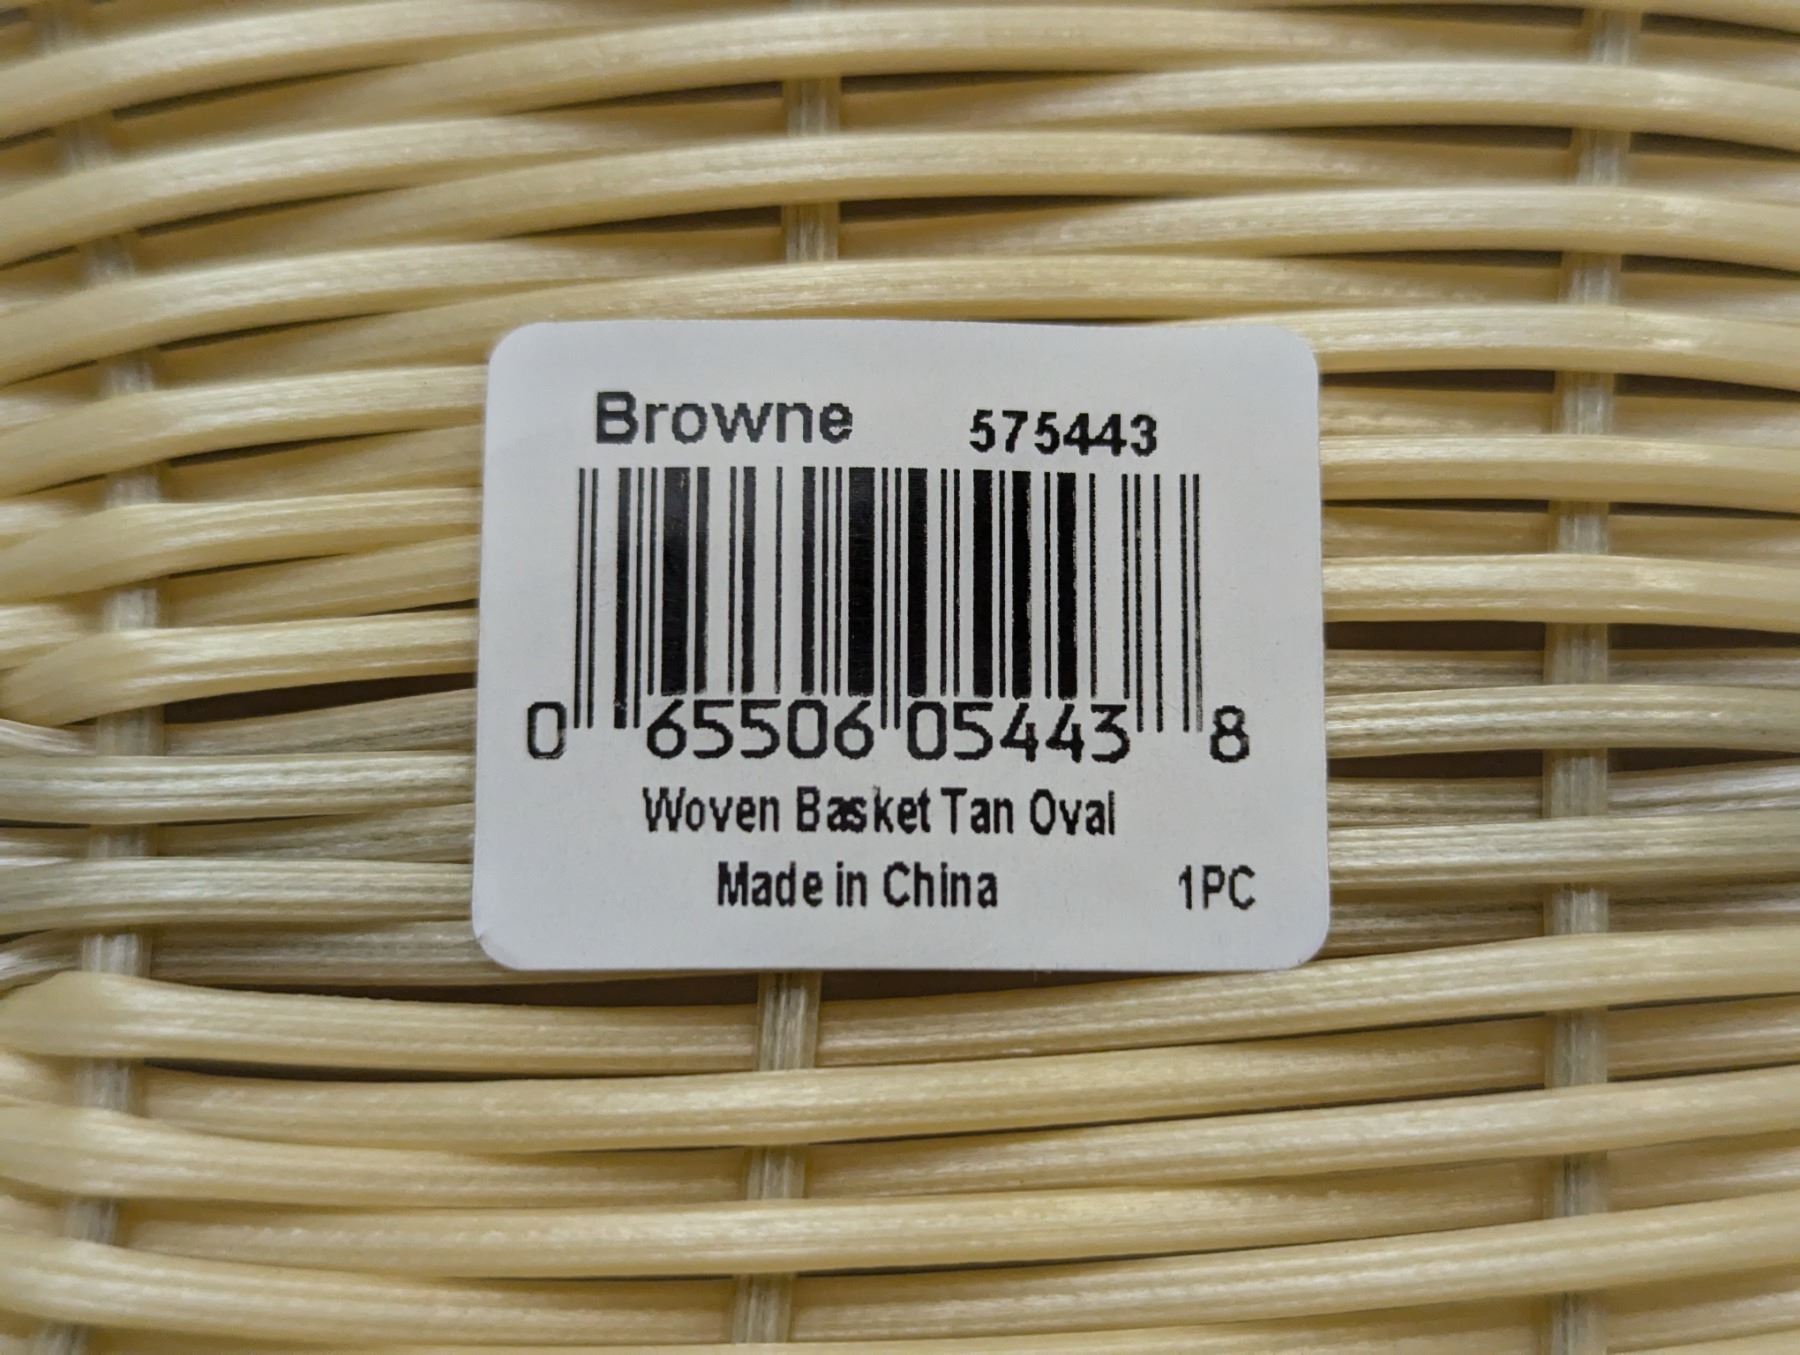 Browne 575443
0 65506 05443 8
Woven Basket Tan Oval
Made in China 1PC